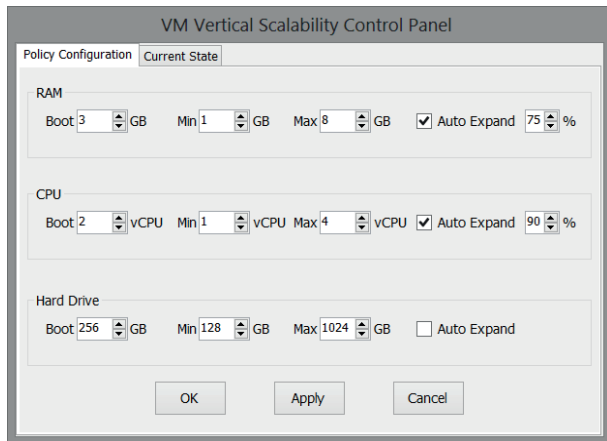 VM Vertical Scalability Control Panel
Policy Configuration Current State
RAM
Boot 3 GB Min 1 GB Max 8 GB Auto Expand 75 %
CPU
Boot 2 vCPU Min 1 vCPU Max 4 vCPU Auto Expand 90 %
Hard Drive
Boot 256 GB Min 128 GB Max 1024 GB Auto Expand
OK Apply Cancel